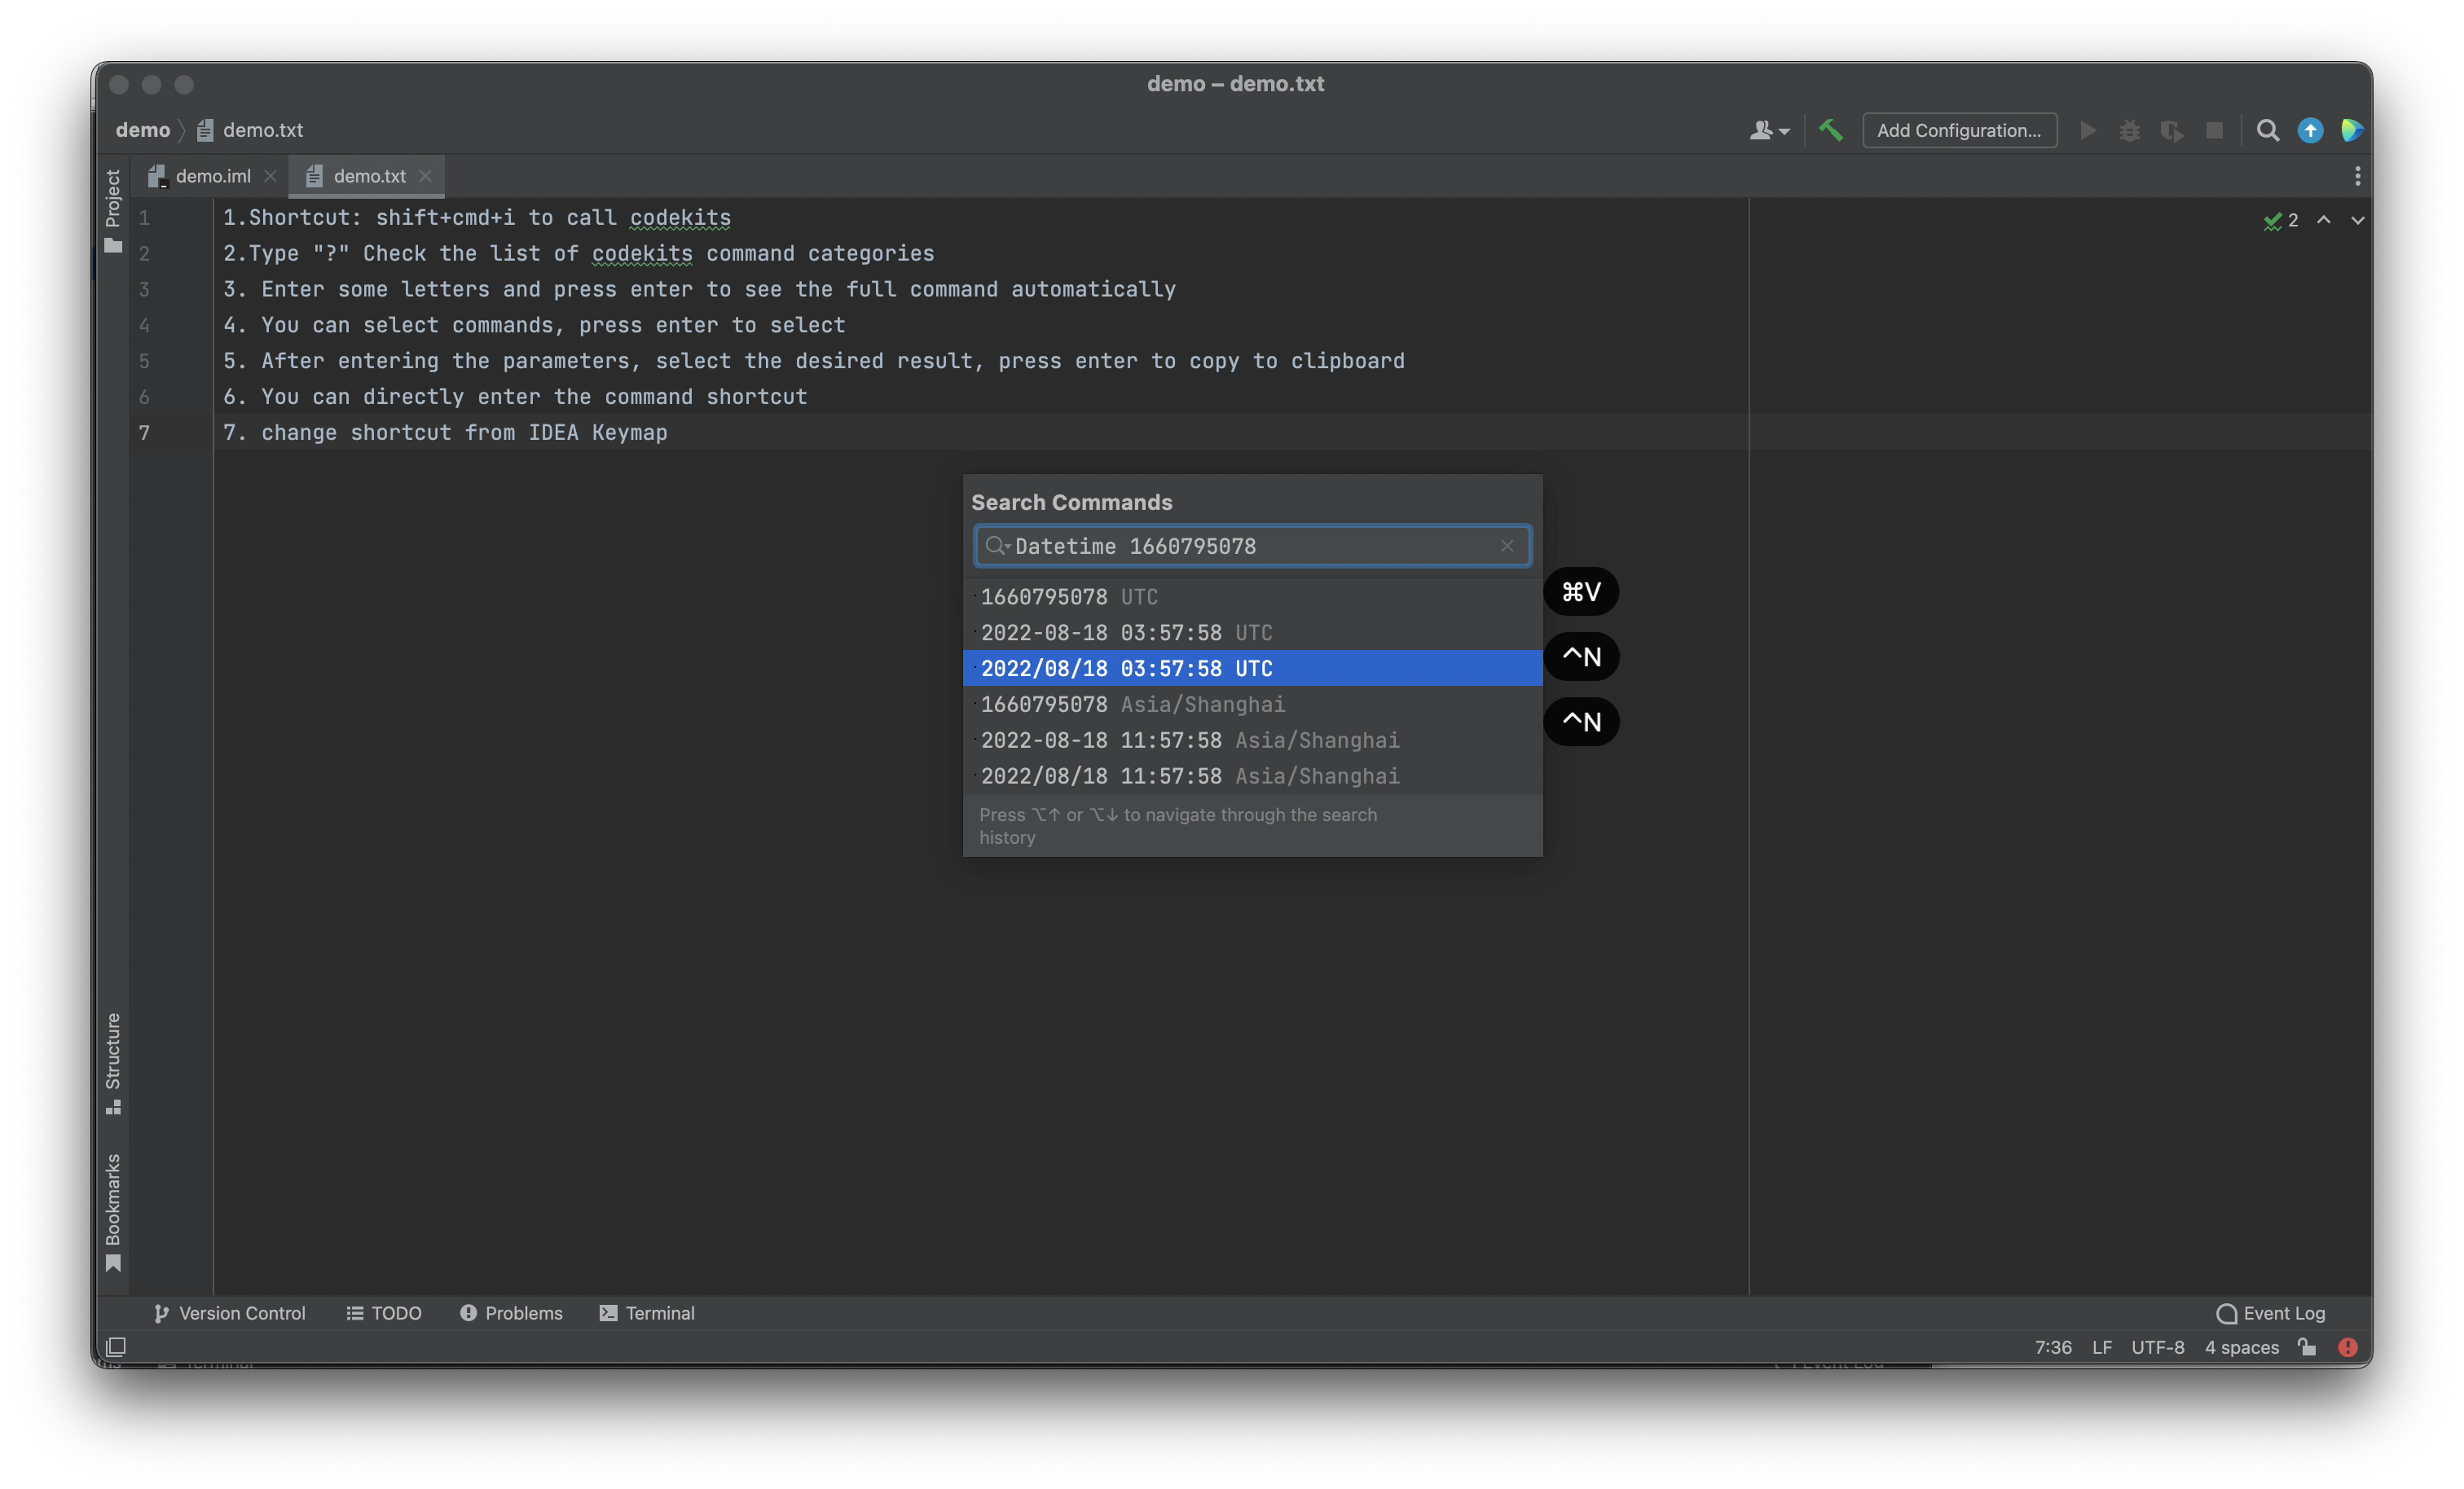 demo – demo.txt
demo
demo.txt
Add Configuration...
Project
demo.iml
demo.txt
1 1.Shortcut: shift+cmd+i to call codekits
2 2.Type "?" Check the list of codekits command categories
3 3. Enter some letters and press enter to see the full command automatically
4 4. You can select commands, press enter to select
5 5. After entering the parameters, select the desired result, press enter to copy to clipboard
6 6. You can directly enter the command shortcut
7 7. change shortcut from IDEA Keymap
2
Search Commands
Datetime 1660795078
1660795078 UTC
2022-08-18 03:57:58 UTC
2022/08/18 03:57:58 UTC
1660795078 Asia/Shanghai
2022-08-18 11:57:58 Asia/Shanghai
2022/08/18 11:57:58 Asia/Shanghai
Press ⌥↑ or ⌥↓ to navigate through the search
history
⌘V
^N
^N
Structure
Bookmarks
Version Control
TODO
Problems
Terminal
Event Log
7:36
LF
UTF-8
4 spaces